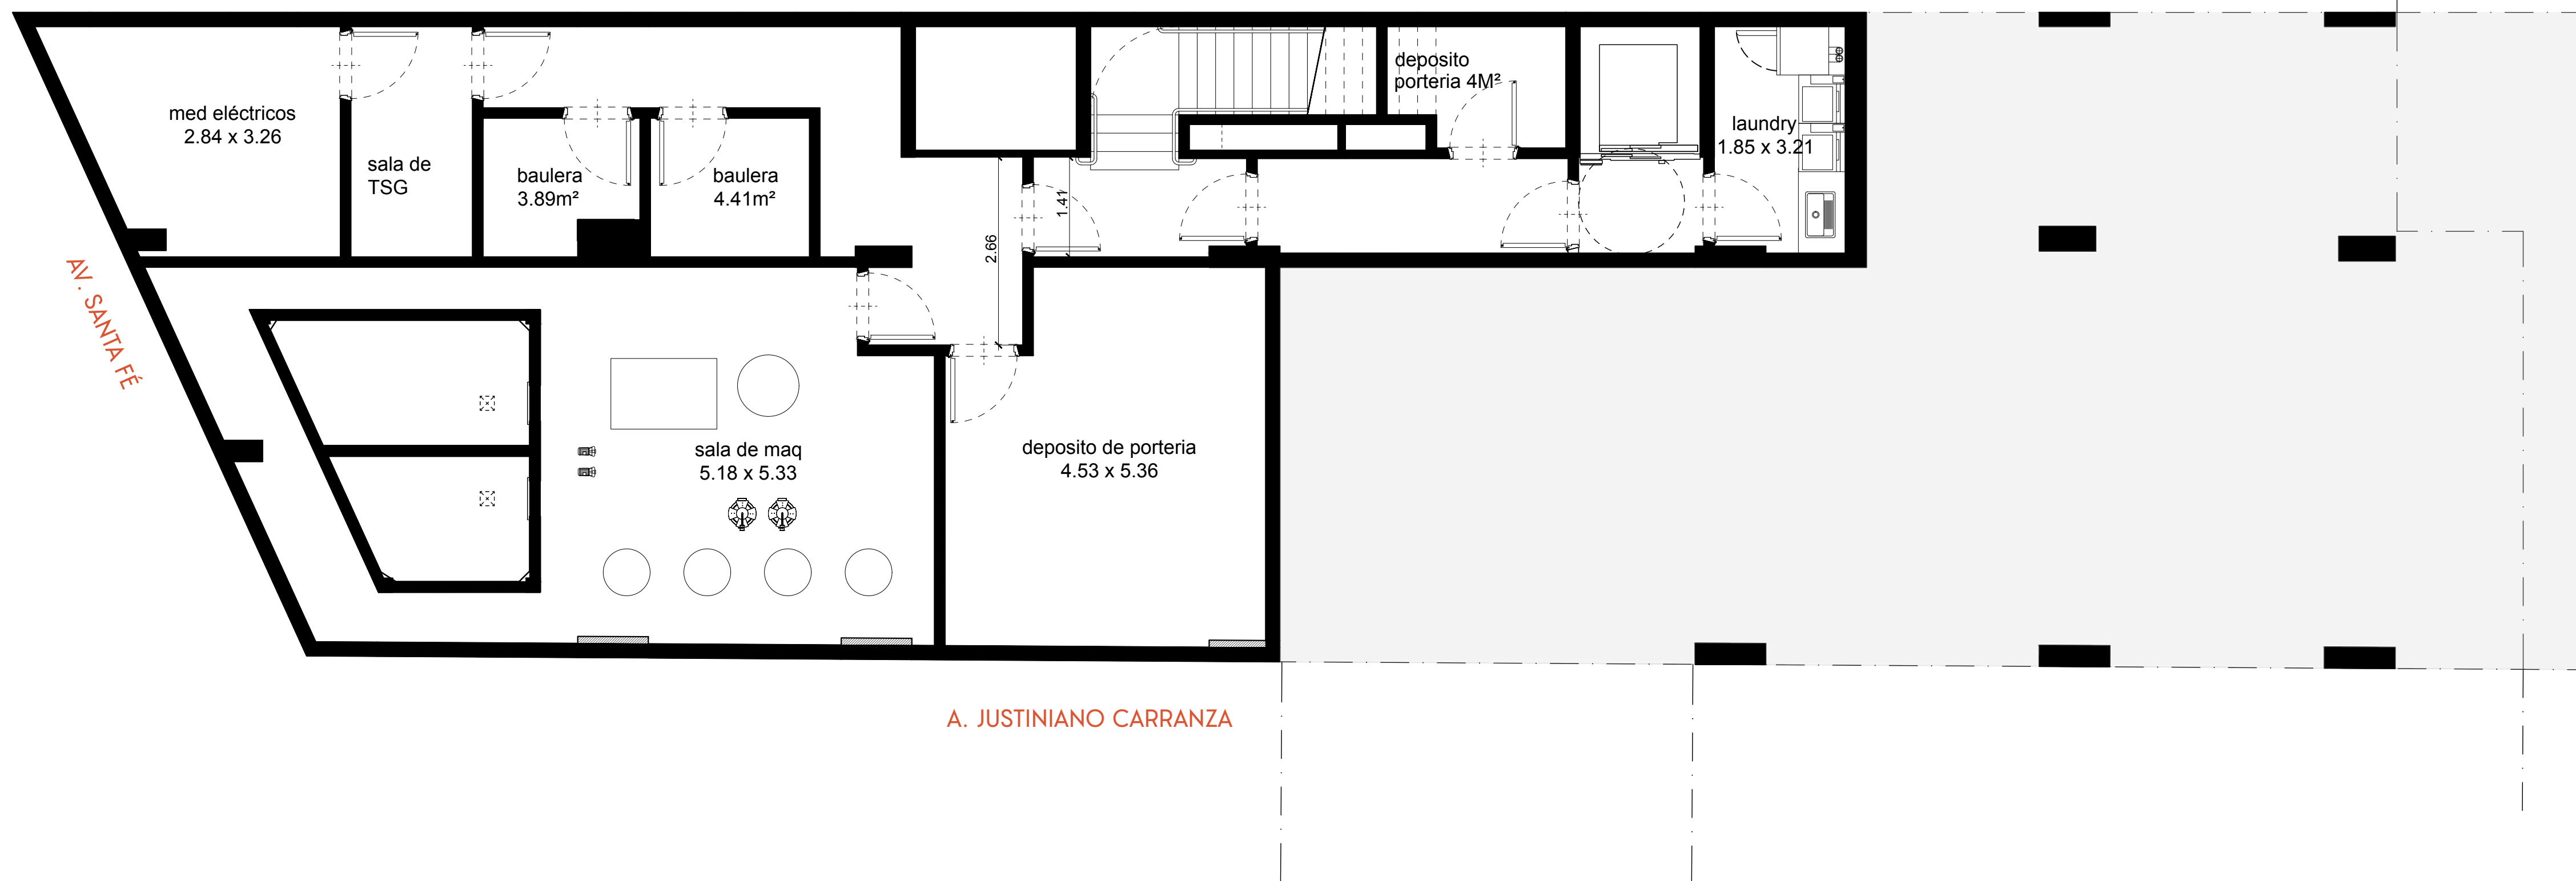 med eléctricos
2.84 x 3.26
sala de
TSG
baulera
3.89m²
baulera
4.41m²
2.66
1.41
deposito
porteria 4M²
laundry
1.85 x 3.21
AV. SANTA FÉ
sala de maq
5.18 x 5.33
deposito de porteria
4.53 x 5.36
A. JUSTINIANO CARRANZA